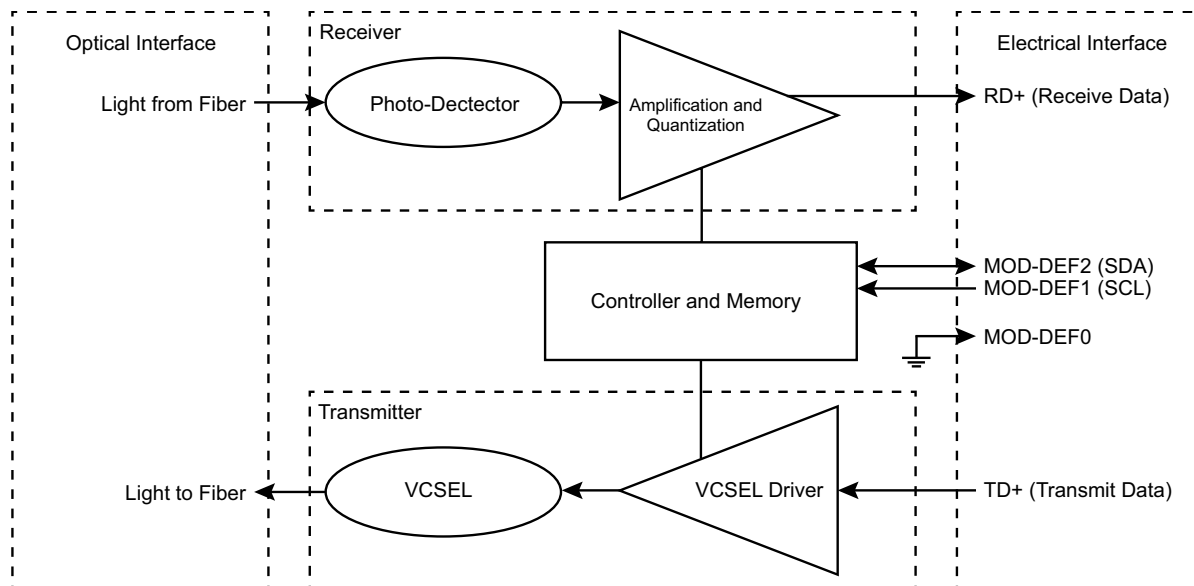 Optical Interface
Receiver
Electrical Interface
Light from Fiber
Photo-Dectector
Amplification and
Quantization
RD+ (Receive Data)
Controller and Memory
MOD-DEF2 (SDA)
MOD-DEF1 (SCL)
MOD-DEF0
Transmitter
Light to Fiber
VCSEL
VCSEL Driver
TD+ (Transmit Data)